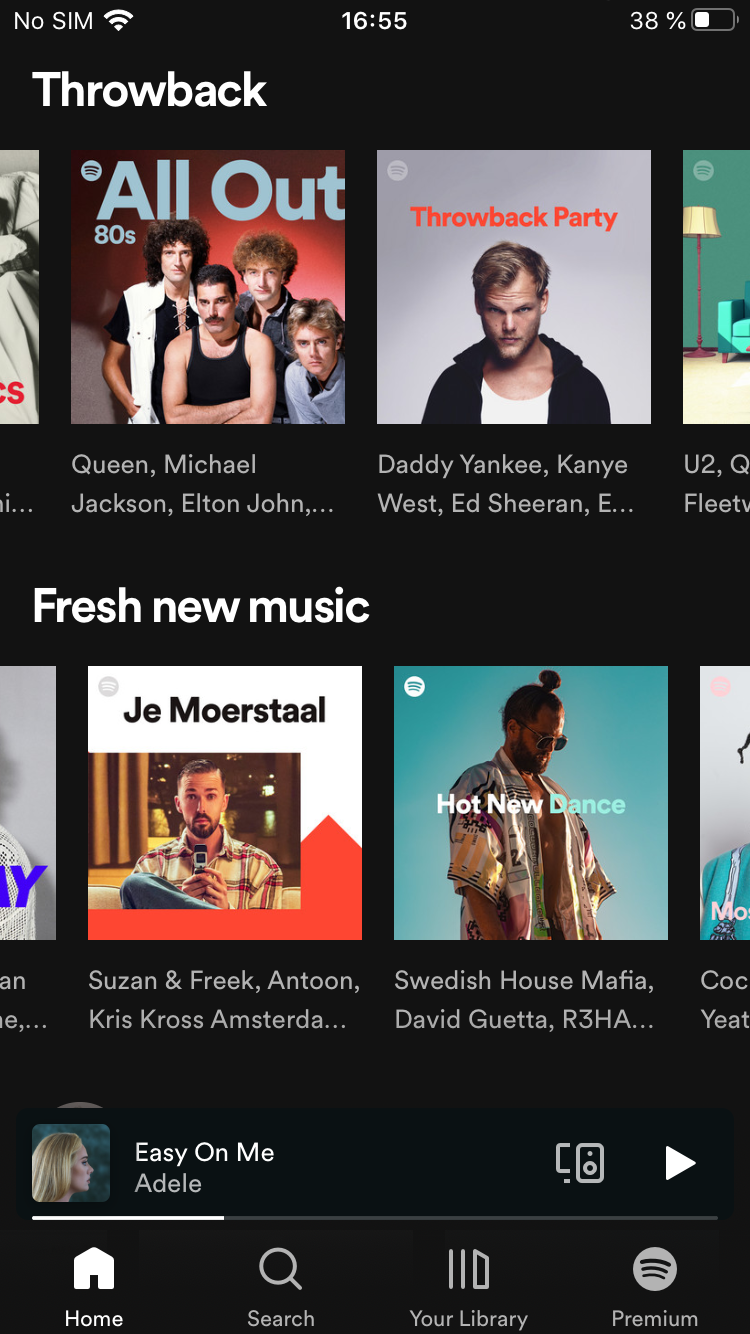 No SIM 16:55 38 %
Throwback
All Out
80s
Throwback Party
cs
Queen, Michael
Jackson, Elton John,...
Daddy Yankee, Kanye
West, Ed Sheeran, E...
U2, Q
Fleetw
ni...
Fresh new music
AY
Je Moerstaal
Hot New Dance
Mos
an
ne,...
Suzan & Freek, Antoon,
Kris Kross Amsterda...
Swedish House Mafia,
David Guetta, R3HA...
Coc
Yeat
Easy On Me
Adele
Home
Search
Your Library
Premium